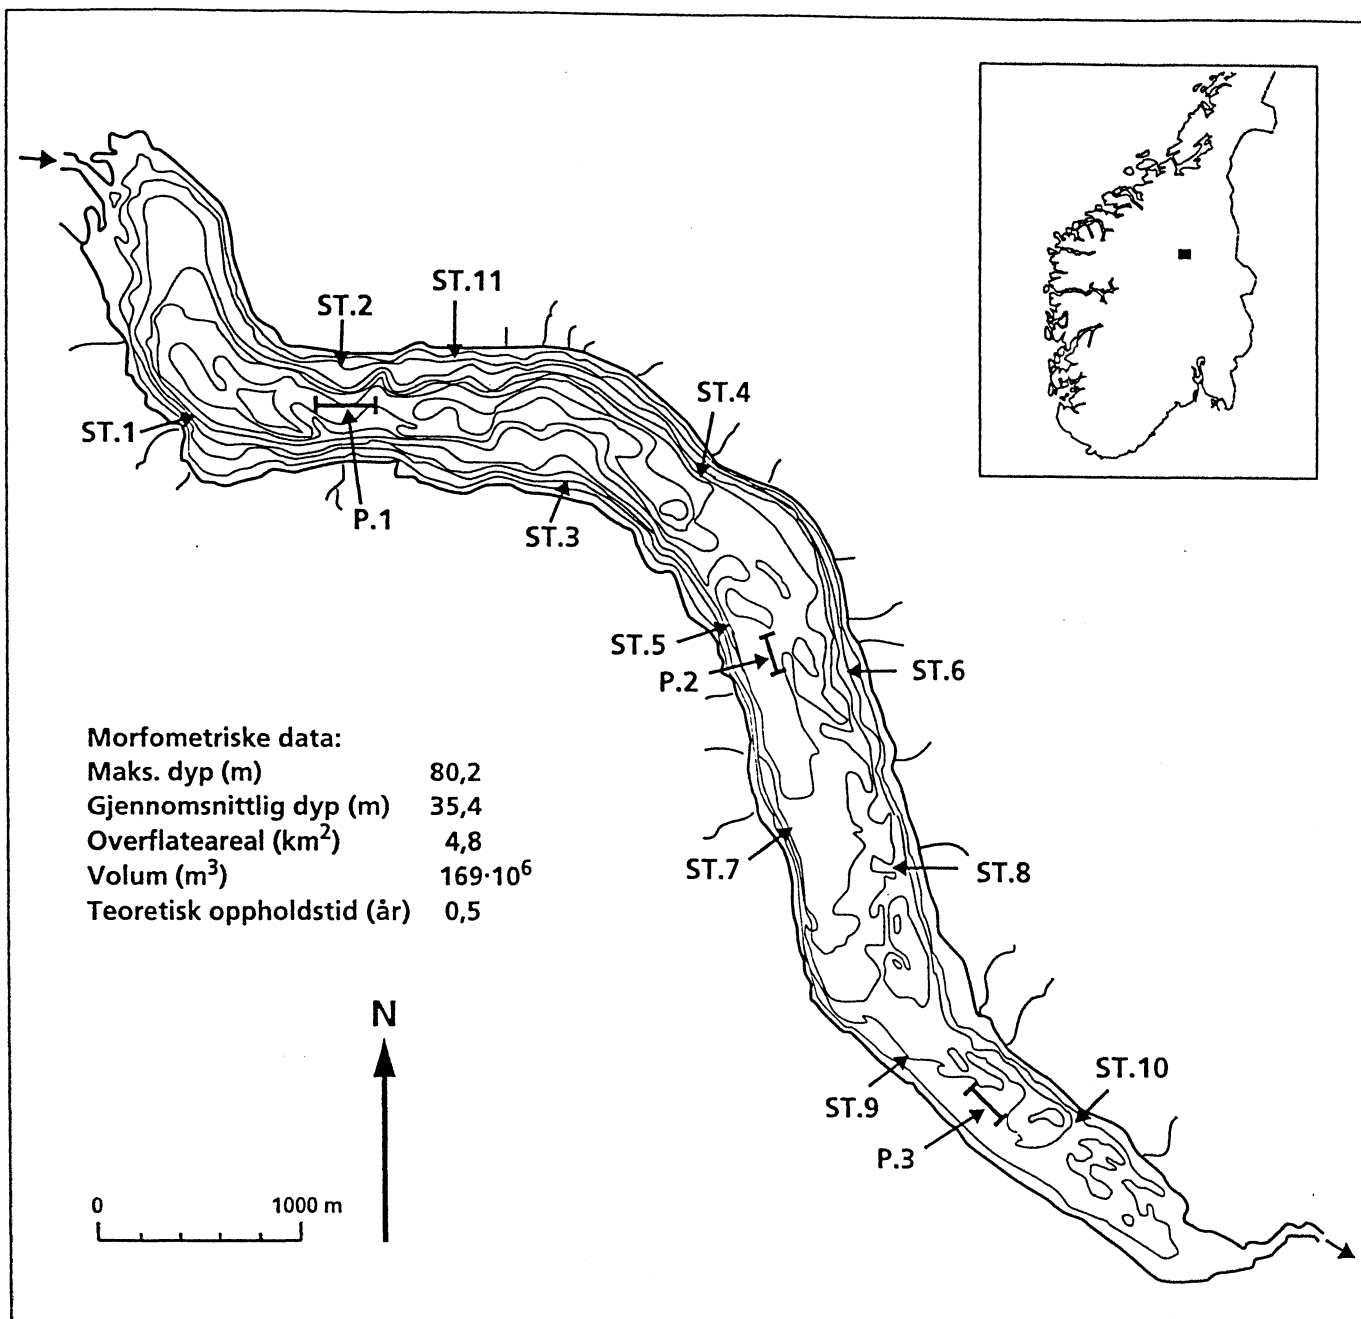 ST.11
ST.2
ST.4
ST.1
P.1
ST.3
ST.5
P.2
ST.6
Morfometriske data:
Maks. dyp (m) 80,2
Gjennomsnittlig dyp (m) 35,4
Overflateareal (km²) 4,8
Volum (m³) 169·10⁶
Teoretisk oppholdstid (år) 0,5
ST.7
ST.8
N
ST.10
ST.9
P.3
0 1000 m